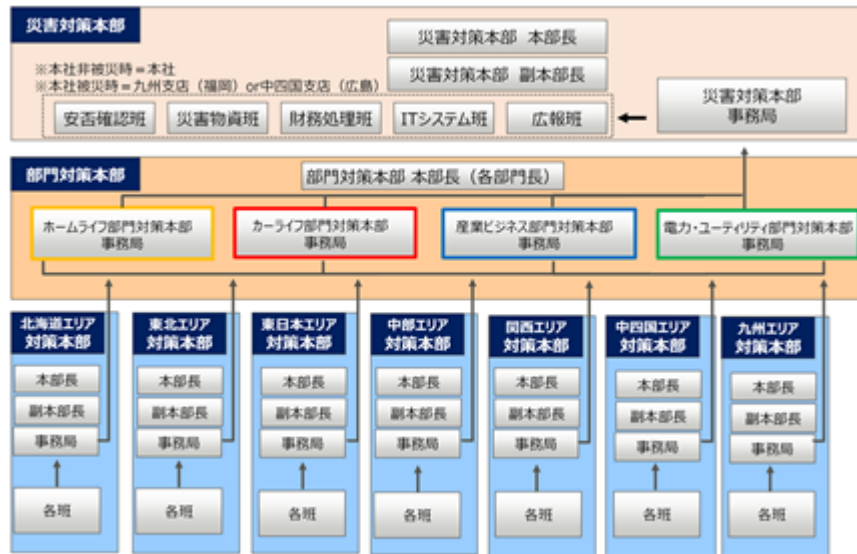 災害対策本部
災害対策本部 本部長
災害対策本部 副本部長
※本社非被災時＝本社
※本社被災時＝九州支店（福岡）or中四国支店（広島）
災害対策本部
事務局
安否確認班
災害物資班
財務処理班
ITシステム班
広報班
部門対策本部
部門対策本部 本部長（各部門長）
ホームライフ部門対策本部
事務局
カーライフ部門対策本部
事務局
産業ビジネス部門対策本部
事務局
電力・ユーティリティ部門対策本部
事務局
北海道エリア
対策本部
本部長
副本部長
事務局
各班
東北エリア
対策本部
本部長
副本部長
事務局
各班
東日本エリア
対策本部
本部長
副本部長
事務局
各班
中部エリア
対策本部
本部長
副本部長
事務局
各班
関西エリア
対策本部
本部長
副本部長
事務局
各班
中四国エリア
対策本部
本部長
副本部長
事務局
各班
九州エリア
対策本部
本部長
副本部長
事務局
各班